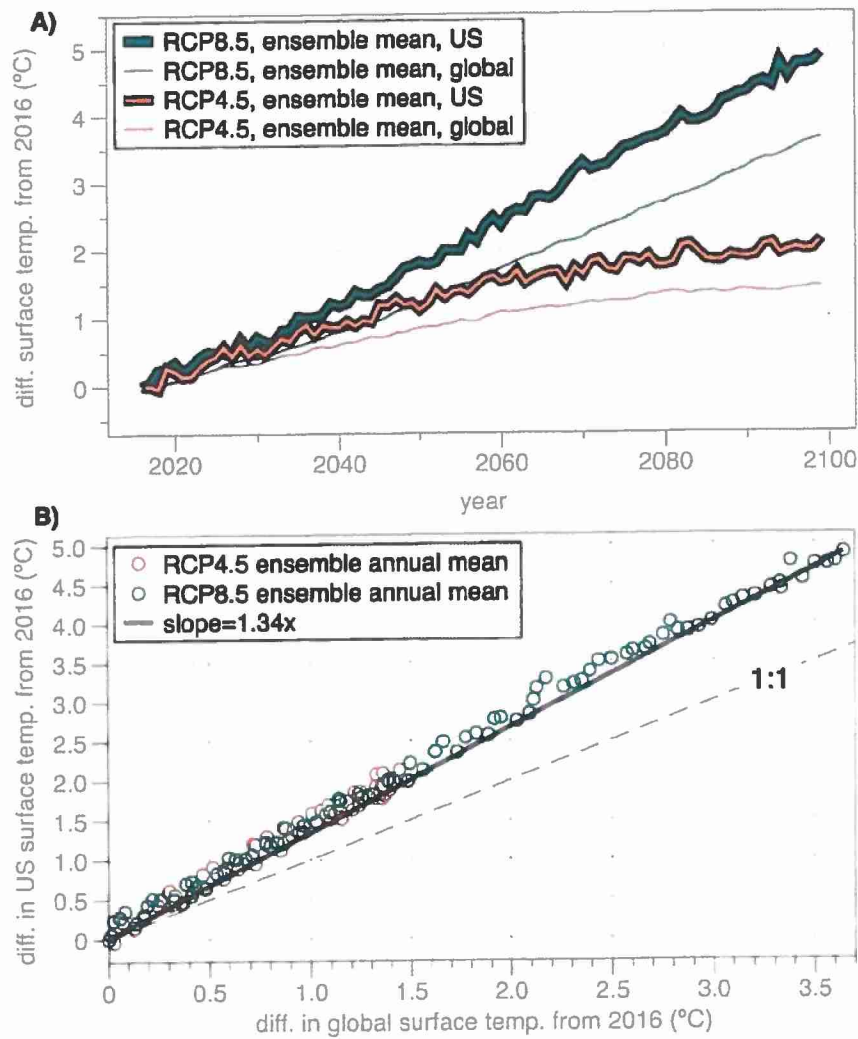 A)
RCP8.5, ensemble mean, US
RCP8.5, ensemble mean, global
RCP4.5, ensemble mean, US
RCP4.5, ensemble mean, global
diff. surface temp. from 2016 (ºC)
5
4
3
2
1
0
2020 2040 2060 2080 2100
year
B)
RCP4.5 ensemble annual mean
RCP8.5 ensemble annual mean
slope=1.34x
diff. in US surface temp. from 2016 (ºC)
5.0
4.5
4.0
3.5
3.0
2.5
2.0
1.5
1.0
0.5
0
1:1
0 0.5 1.0 1.5 2.0 2.5 3.0 3.5
diff. in global surface temp. from 2016 (ºC)